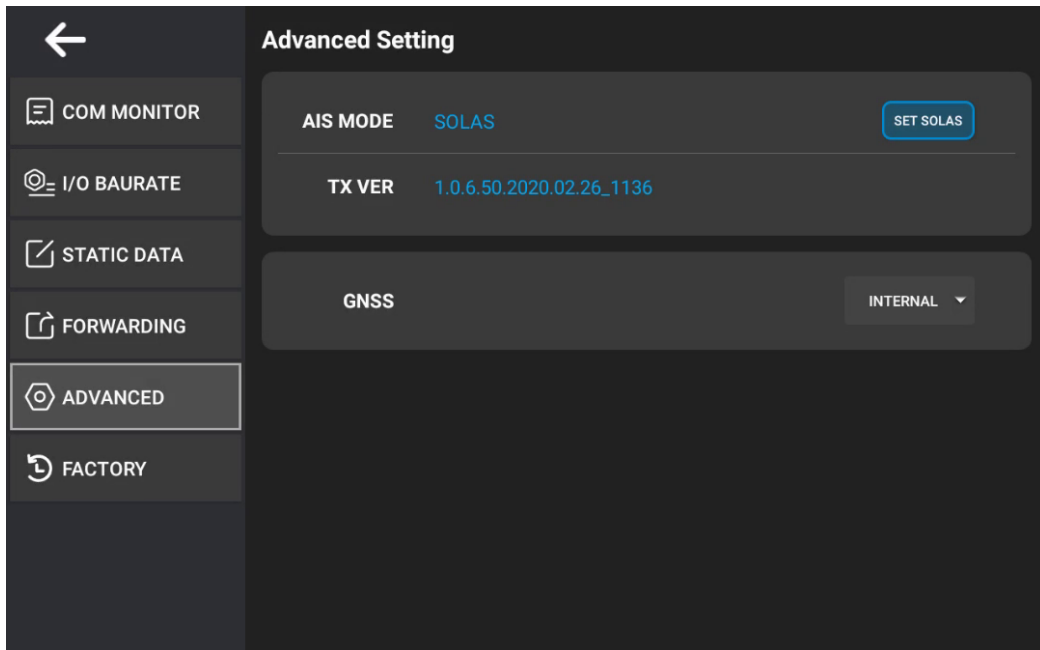 Advanced Setting
COM MONITOR
I/O BAURATE
STATIC DATA
FORWARDING
ADVANCED
FACTORY
AIS MODE SOLAS SET SOLAS
TX VER 1.0.6.50.2020.02.26_1136
GNSS INTERNAL